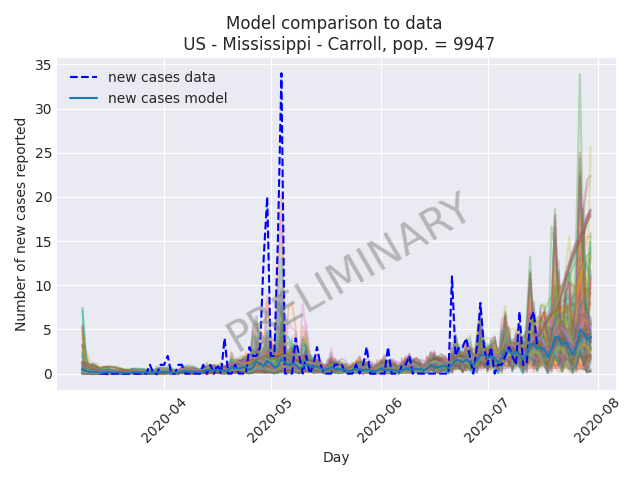 Model comparison to data
US - Mississippi - Carroll, pop. = 9947
new cases data
new cases model
PRELIMINARY
Number of new cases reported
35
30
25
20
15
10
5
0
2020-04
2020-05
2020-06
2020-07
2020-08
Day